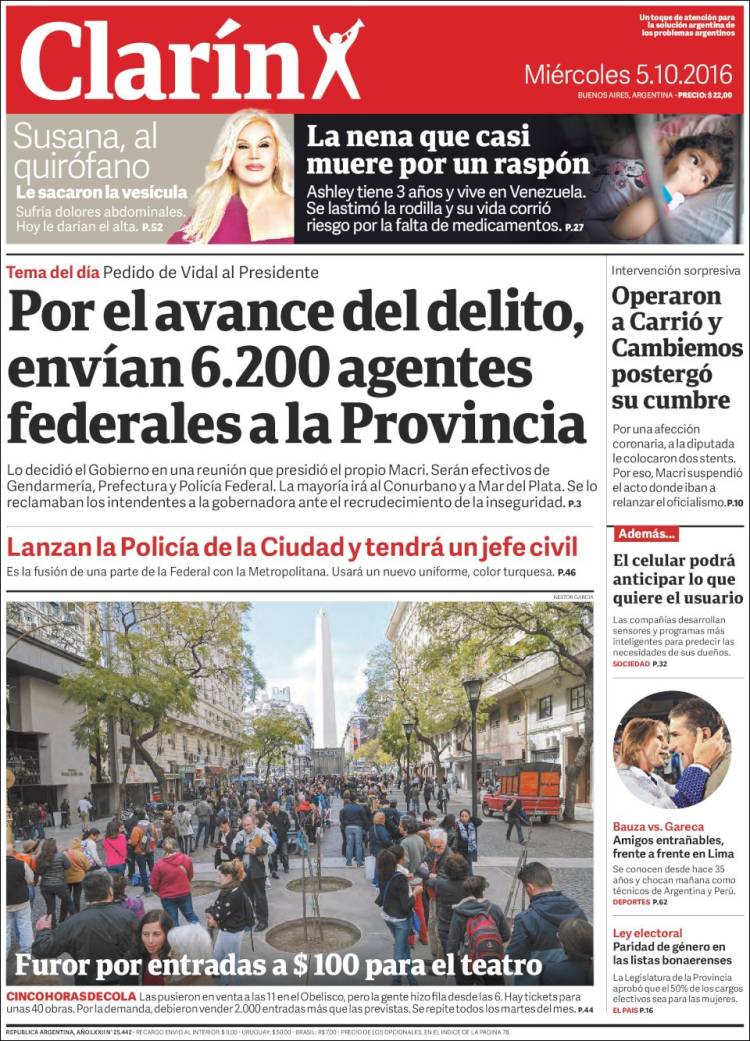 Clarín
Un toque de atención para
la solución argentina de
los problemas argentinos
Miércoles 5.10.2016
BUENOS AIRES, ARGENTINA - PRECIO: $ 22,00
Susana, al
quirófano
Le sacaron la vesícula
Sufría dolores abdominales.
Hoy le darían el alta. P.52
La nena que casi
muere por un raspón
Ashley tiene 3 años y vive en Venezuela.
Se lastimó la rodilla y su vida corrió
riesgo por la falta de medicamentos. P.27
Tema del día Pedido de Vidal al Presidente
Por el avance del delito,
envían 6.200 agentes
federales a la Provincia
Lo decidió el Gobierno en una reunión que presidió el propio Macri. Serán efectivos de
Gendarmería, Prefectura y Policía Federal. La mayoría irá al Conurbano y a Mar del Plata. Se lo
reclamaban los intendentes a la gobernadora ante el recrudecimiento de la inseguridad. P.3
Lanzan la Policía de la Ciudad y tendrá un jefe civil
Es la fusión de una parte de la Federal con la Metropolitana. Usará un nuevo uniforme, color turquesa. P.46
NESTOR GARCIA
Furor por entradas a $ 100 para el teatro
CINCO HORAS DE COLA Las pusieron en venta a las 11 en el Obelisco, pero la gente hizo fila desde las 6. Hay tickets para
unas 40 obras. Por la demanda, debieron vender 2.000 entradas más que las previstas. Se repite todos los martes del mes. P.44
Intervención sorpresiva
Operaron
a Carrió y
Cambiemos
postergó
su cumbre
Por una afección
coronaria, a la diputada
le colocaron dos stents.
Por eso, Macri suspendió
el acto donde iban a
relanzar el oficialismo. P.10
Además...
El celular podrá
anticipar lo que
quiere el usuario
Las compañías desarrollan
sensores y programas más
inteligentes para predecir las
necesidades de sus dueños.
SOCIEDAD P.32
Bauza vs. Gareca
Amigos entrañables,
frente a frente en Lima
Se conocen desde hace 35
años y chocan mañana como
técnicos de Argentina y Perú.
DEPORTES P.62
Ley electoral
Paridad de género en
las listas bonaerenses
La Legislatura de la Provincia
aprobó que el 50% de los cargos
electivos sea para las mujeres.
EL PAIS P.16
REPUBLICA ARGENTINA, AÑO LXXII N° 25.442 - RECARGO ENVIO AL INTERIOR: $ 3,00 - URUGUAY: $ 50,00 - BRASIL: R$ 7,00 - PRECIO DE LOS OPCIONALES, EN EL INDICE DE LA PAGINA 78.